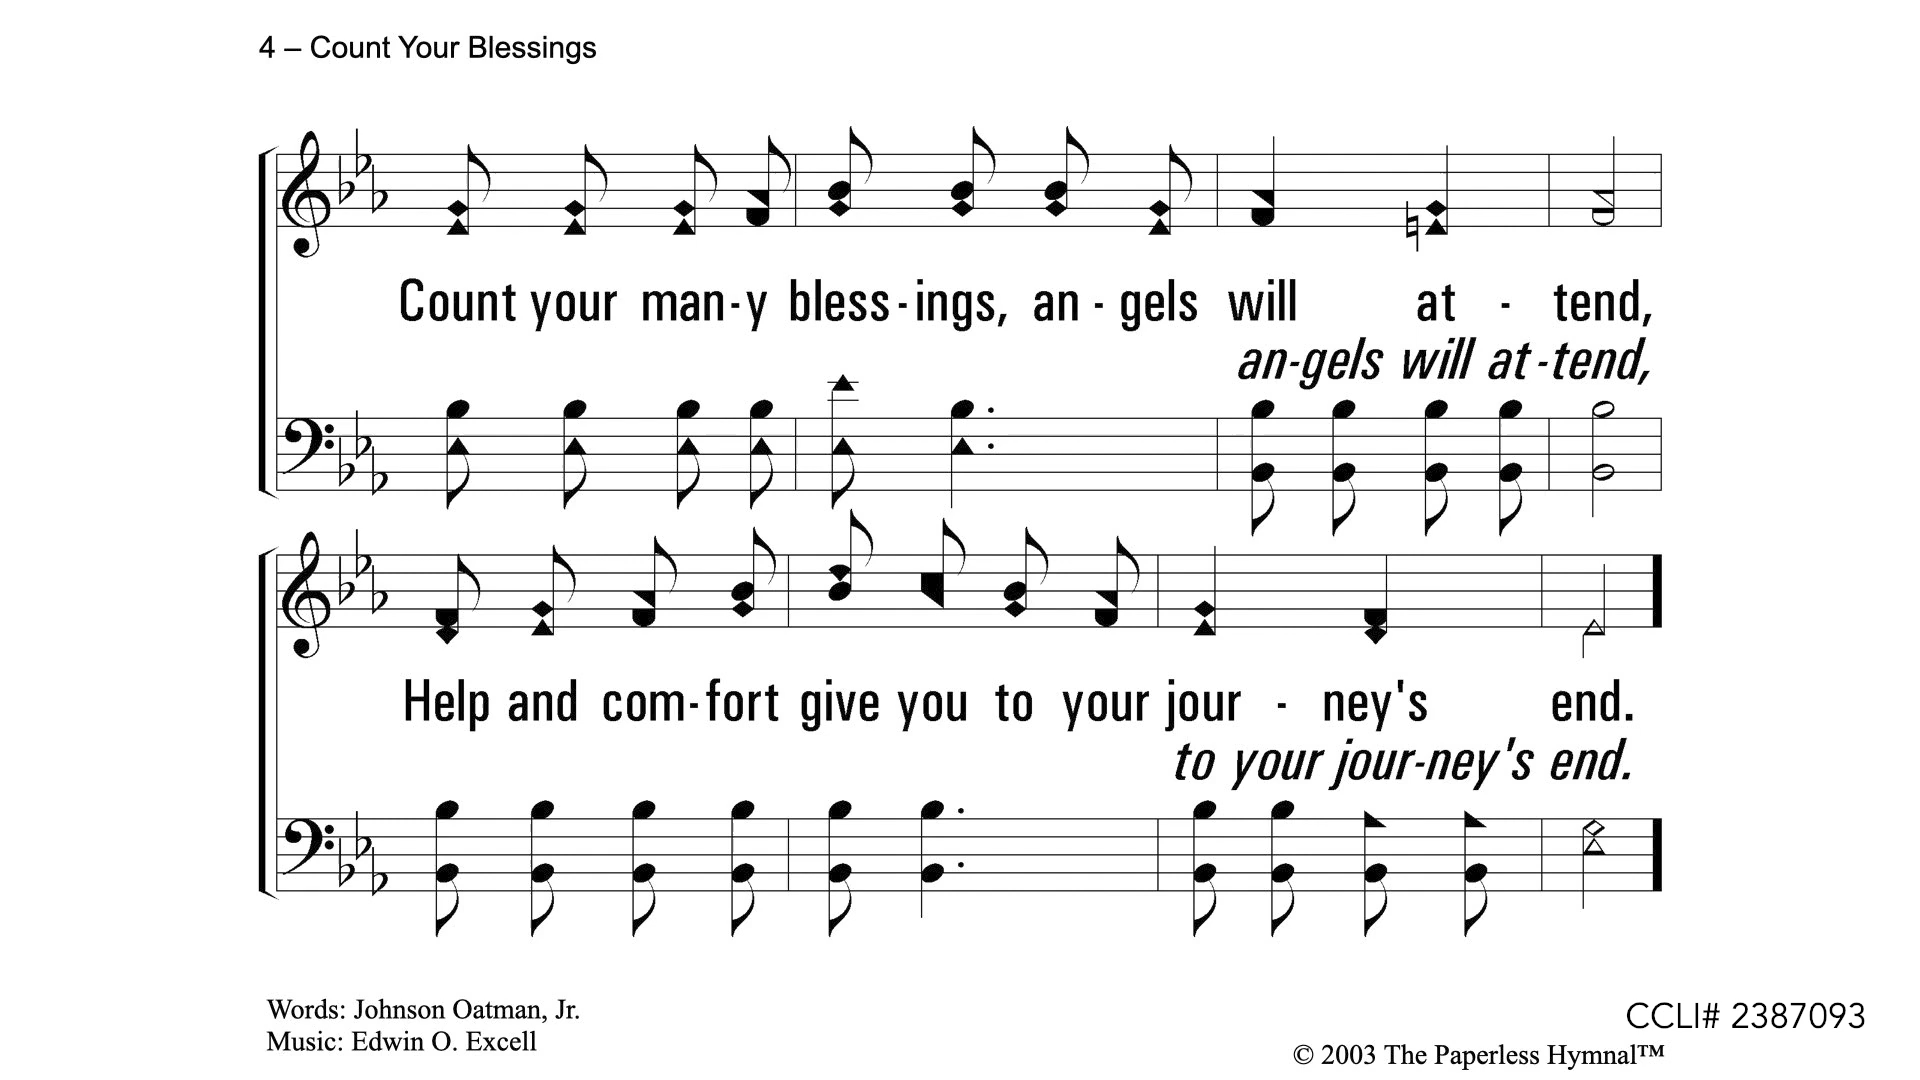 4 – Count Your Blessings
Count your man-y bless-ings, an-gels will at - tend,
an-gels will at-tend,
Help and com-fort give you to your jour - ney's end.
to your jour-ney's end.
Words: Johnson Oatman, Jr.
Music: Edwin O. Excell
CCLI# 2387093
© 2003 The Paperless Hymnal™